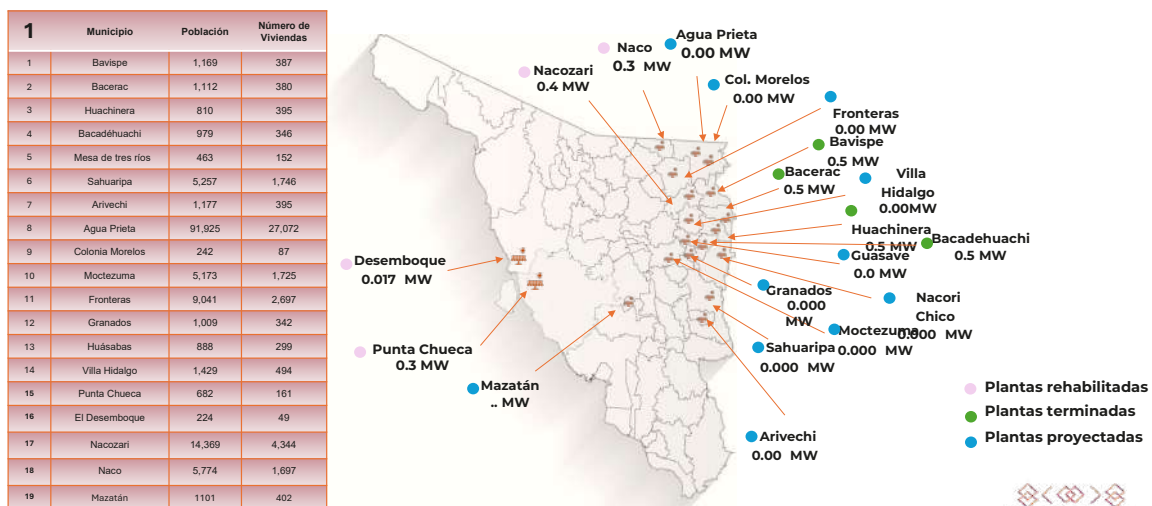 1 Municipio Población Número de Viviendas
1 Bavispe 1,169 387
2 Bacerac 1,112 380
3 Huachinera 810 395
4 Bacadéhuachi 979 346
5 Mesa de tres ríos 463 152
6 Sahuaripa 5,257 1,746
7 Arivechi 1,177 395
8 Agua Prieta 91,925 27,072
9 Colonia Morelos 242 87
10 Moctezuma 5,173 1,725
11 Fronteras 9,041 2,697
12 Granados 1,009 342
13 Huásabas 888 299
14 Villa Hidalgo 1,429 494
15 Punta Chueca 682 161
16 El Desemboque 224 49
17 Nacozari 14,369 4,344
18 Naco 5,774 1,697
19 Mazatán 1101 402
Agua Prieta
0.00 MW
Naco
0.3 MW
Nacozari
0.4 MW
Col. Morelos
0.00 MW
Fronteras
0.00 MW
Bavispe
0.5 MW
Bacerac
0.5 MW
Villa
Hidalgo
0.00MW
Huachinera
0.5 MW
Bacadehuachi
0.5 MW
Guasave
0.0 MW
Granados
0.000
MW
Nacori
Chico
0.000 MW
Moctezuma
0.000 MW
Sahuaripa
0.000 MW
Arivechi
0.00 MW
Desemboque
0.017 MW
Punta Chueca
0.3 MW
Mazatán
.. MW
Plantas rehabilitadas
Plantas terminadas
Plantas proyectadas